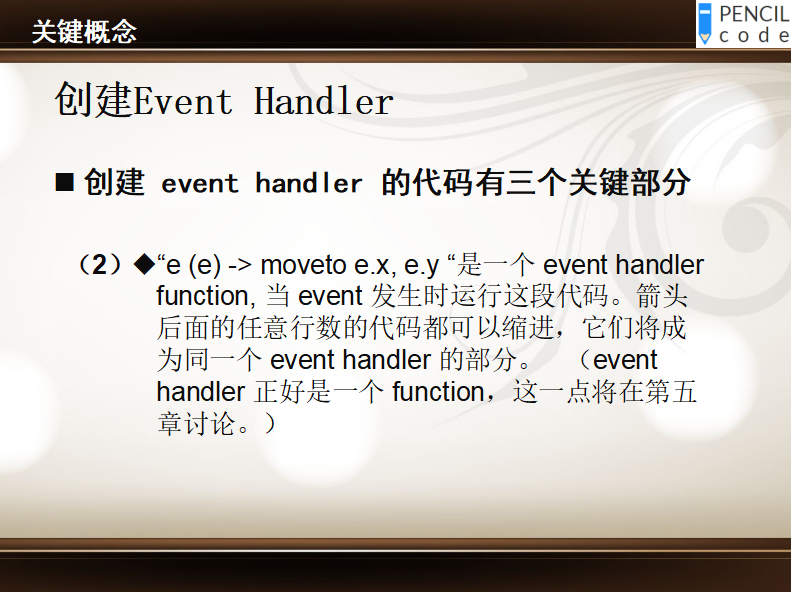 关键概念
PENCIL
code
创建Event Handler
■ 创建 event handler 的代码有三个关键部分
（2）◆“e (e) -> moveto e.x, e.y “是一个 event handler
function, 当 event 发生时运行这段代码。箭头
后面的任意行数的代码都可以缩进，它们将成
为同一个 event handler 的部分。 （event
handler 正好是一个 function，这一点将在第五
章讨论。）